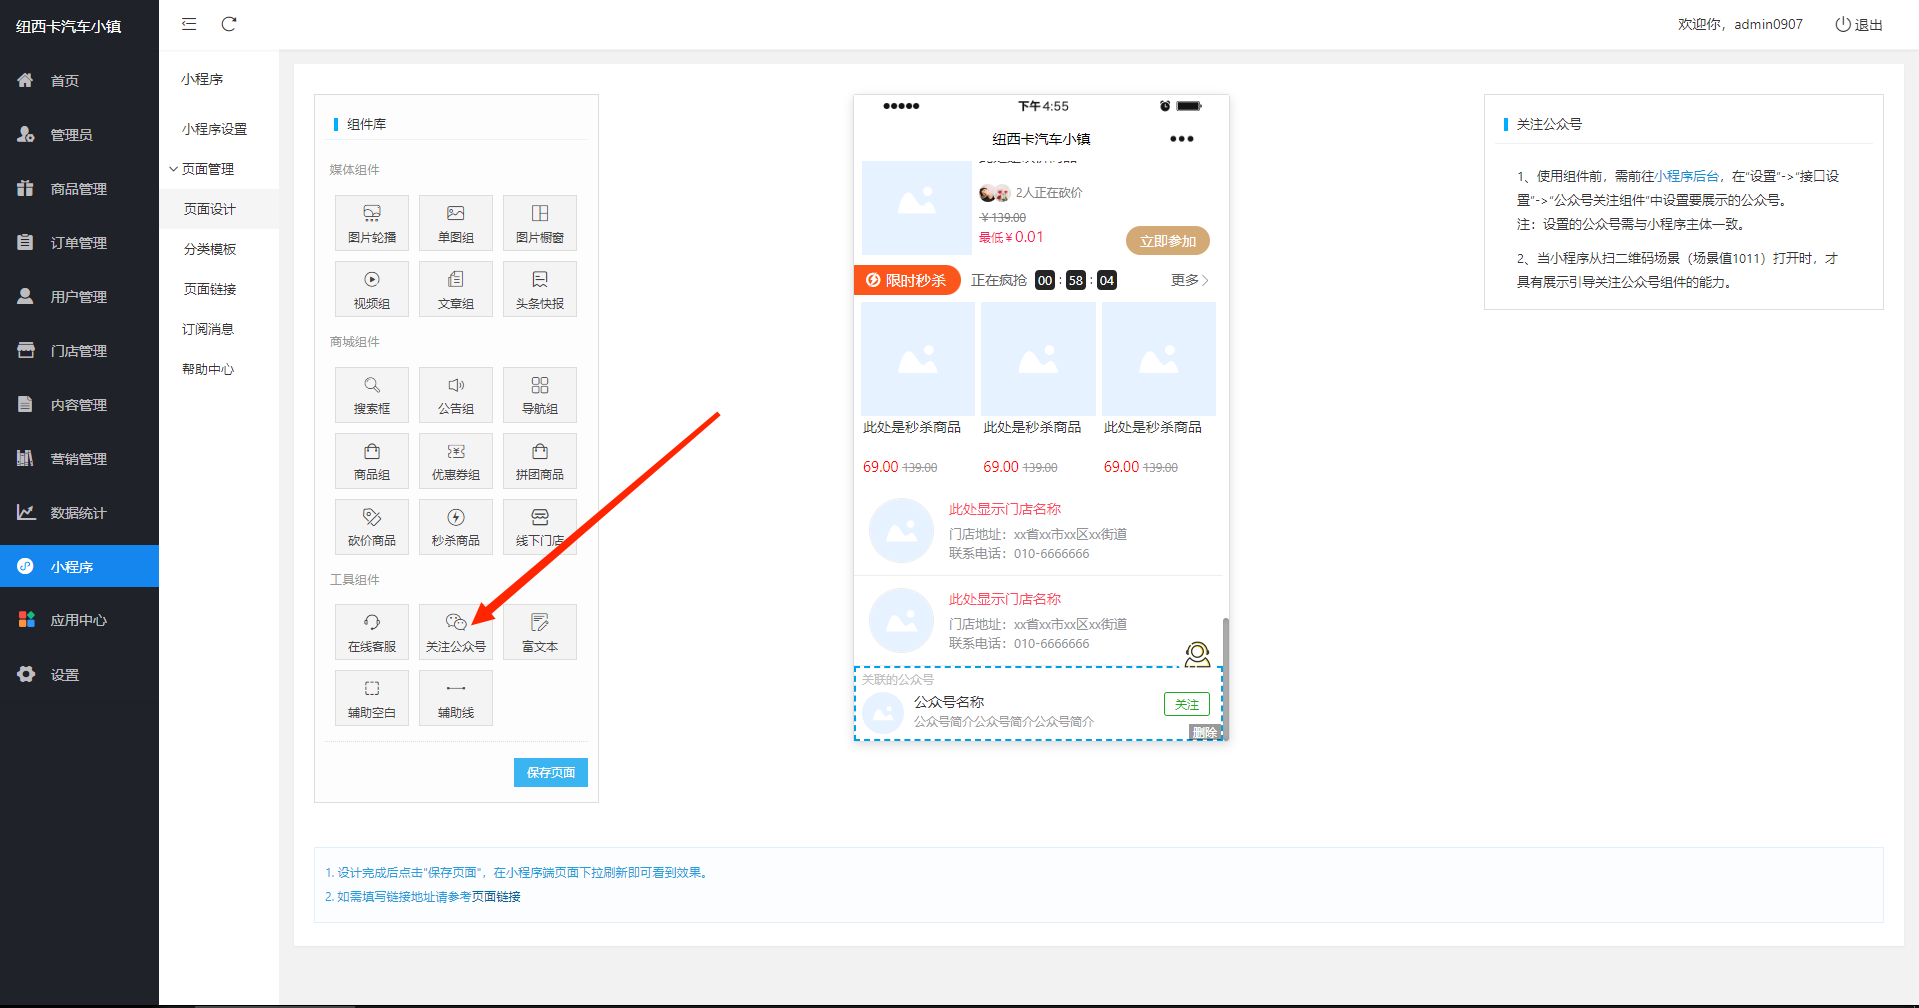 纽西卡汽车小镇
欢迎你，admin0907
退出
首页
管理员
商品管理
订单管理
用户管理
门店管理
内容管理
营销管理
数据统计
小程序
应用中心
设置
小程序
小程序设置
页面管理
页面设计
分类模板
页面链接
订阅消息
帮助中心
组件库
媒体组件
图片轮播 单图组 图片橱窗
视频组 文章组 头条快报
商城组件
搜索框 公告组 导航组
商品组 优惠券组 拼团商品
砍价商品 秒杀商品 线下门店
工具组件
在线客服 关注公众号 富文本
辅助空白 辅助线
保存页面
下午4:55
纽西卡汽车小镇
2人正在砍价
￥139.00
最低￥0.01
立即参加
限时秒杀 正在疯抢 00 : 58 : 04 更多
此处是秒杀商品 此处是秒杀商品 此处是秒杀商品
69.00 139.00 69.00 139.00 69.00 139.00
此处显示门店名称
门店地址：xx省xx市xx区xx街道
联系电话：010-6666666
此处显示门店名称
门店地址：xx省xx市xx区xx街道
联系电话：010-6666666
关联的公众号
公众号名称
公众号简介公众号简介公众号简介
关注
删除
关注公众号
1、使用组件前，需前往小程序后台，在“设置”->“接口设
置”->“公众号关注组件”中设置要展示的公众号。
注：设置的公众号需与小程序主体一致。
2、当小程序从扫二维码场景（场景值1011）打开时，才
具有展示引导关注公众号组件的能力。
1. 设计完成后点击"保存页面"，在小程序端页面下拉刷新即可看到效果。
2. 如需填写链接地址请参考页面链接